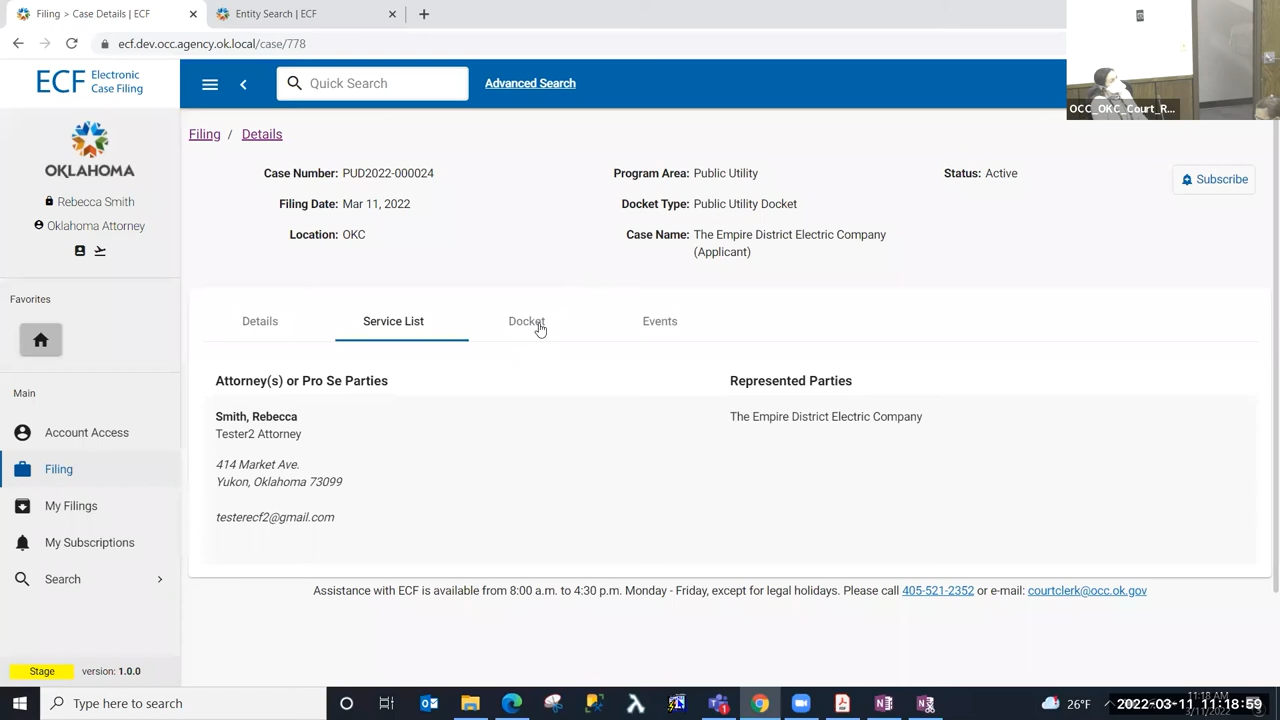 Filing > Case Details | ECF
Entity Search | ECF
ecf.dev.occ.agency.ok.local/case/778
ECF Electronic
Case Filing
Quick Search
Advanced Search
OCC_OKC_Court_R...
OKLAHOMA
Rebecca Smith
Oklahoma Attorney
Favorites
Main
Account Access
Filing
My Filings
My Subscriptions
Search
Stage version: 1.0.0
Filing / Details
Case Number: PUD2022-000024
Filing Date: Mar 11, 2022
Location: OKC
Program Area: Public Utility
Docket Type: Public Utility Docket
Case Name: The Empire District Electric Company
(Applicant)
Status: Active
Subscribe
Details Service List Docket Events
Attorney(s) or Pro Se Parties
Smith, Rebecca
Tester2 Attorney
414 Market Ave.
Yukon, Oklahoma 73099
testerecf2@gmail.com
Represented Parties
The Empire District Electric Company
Assistance with ECF is available from 8:00 a.m. to 4:30 p.m. Monday - Friday, except for legal holidays. Please call 405-521-2352 or e-mail: courtclerk@occ.ok.gov
Type here to search
26°F
11:18 AM
2022-03-11 11:18:59
3/11/2022